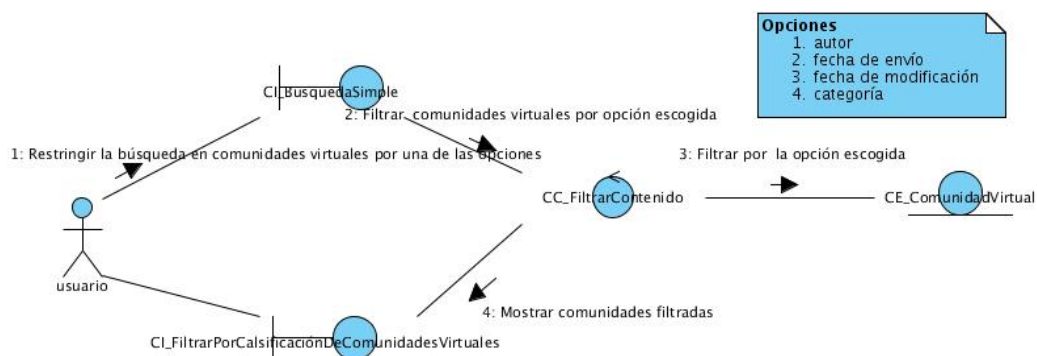 Opciones
1. autor
2. fecha de envío
3. fecha de modificación
4. categoría
CI_BusquedaSimple
2: Filtrar comunidades virtuales por opción escogida
1: Restringir la búsqueda en comunidades virtuales por una de las opciones
3: Filtrar por la opción escogida
CC_FiltrarContenido
CE_ComunidadVirtual
usuario
4: Mostrar comunidades filtradas
CI_FiltrarPorCalsificaciónDeComunidadesVirtuales